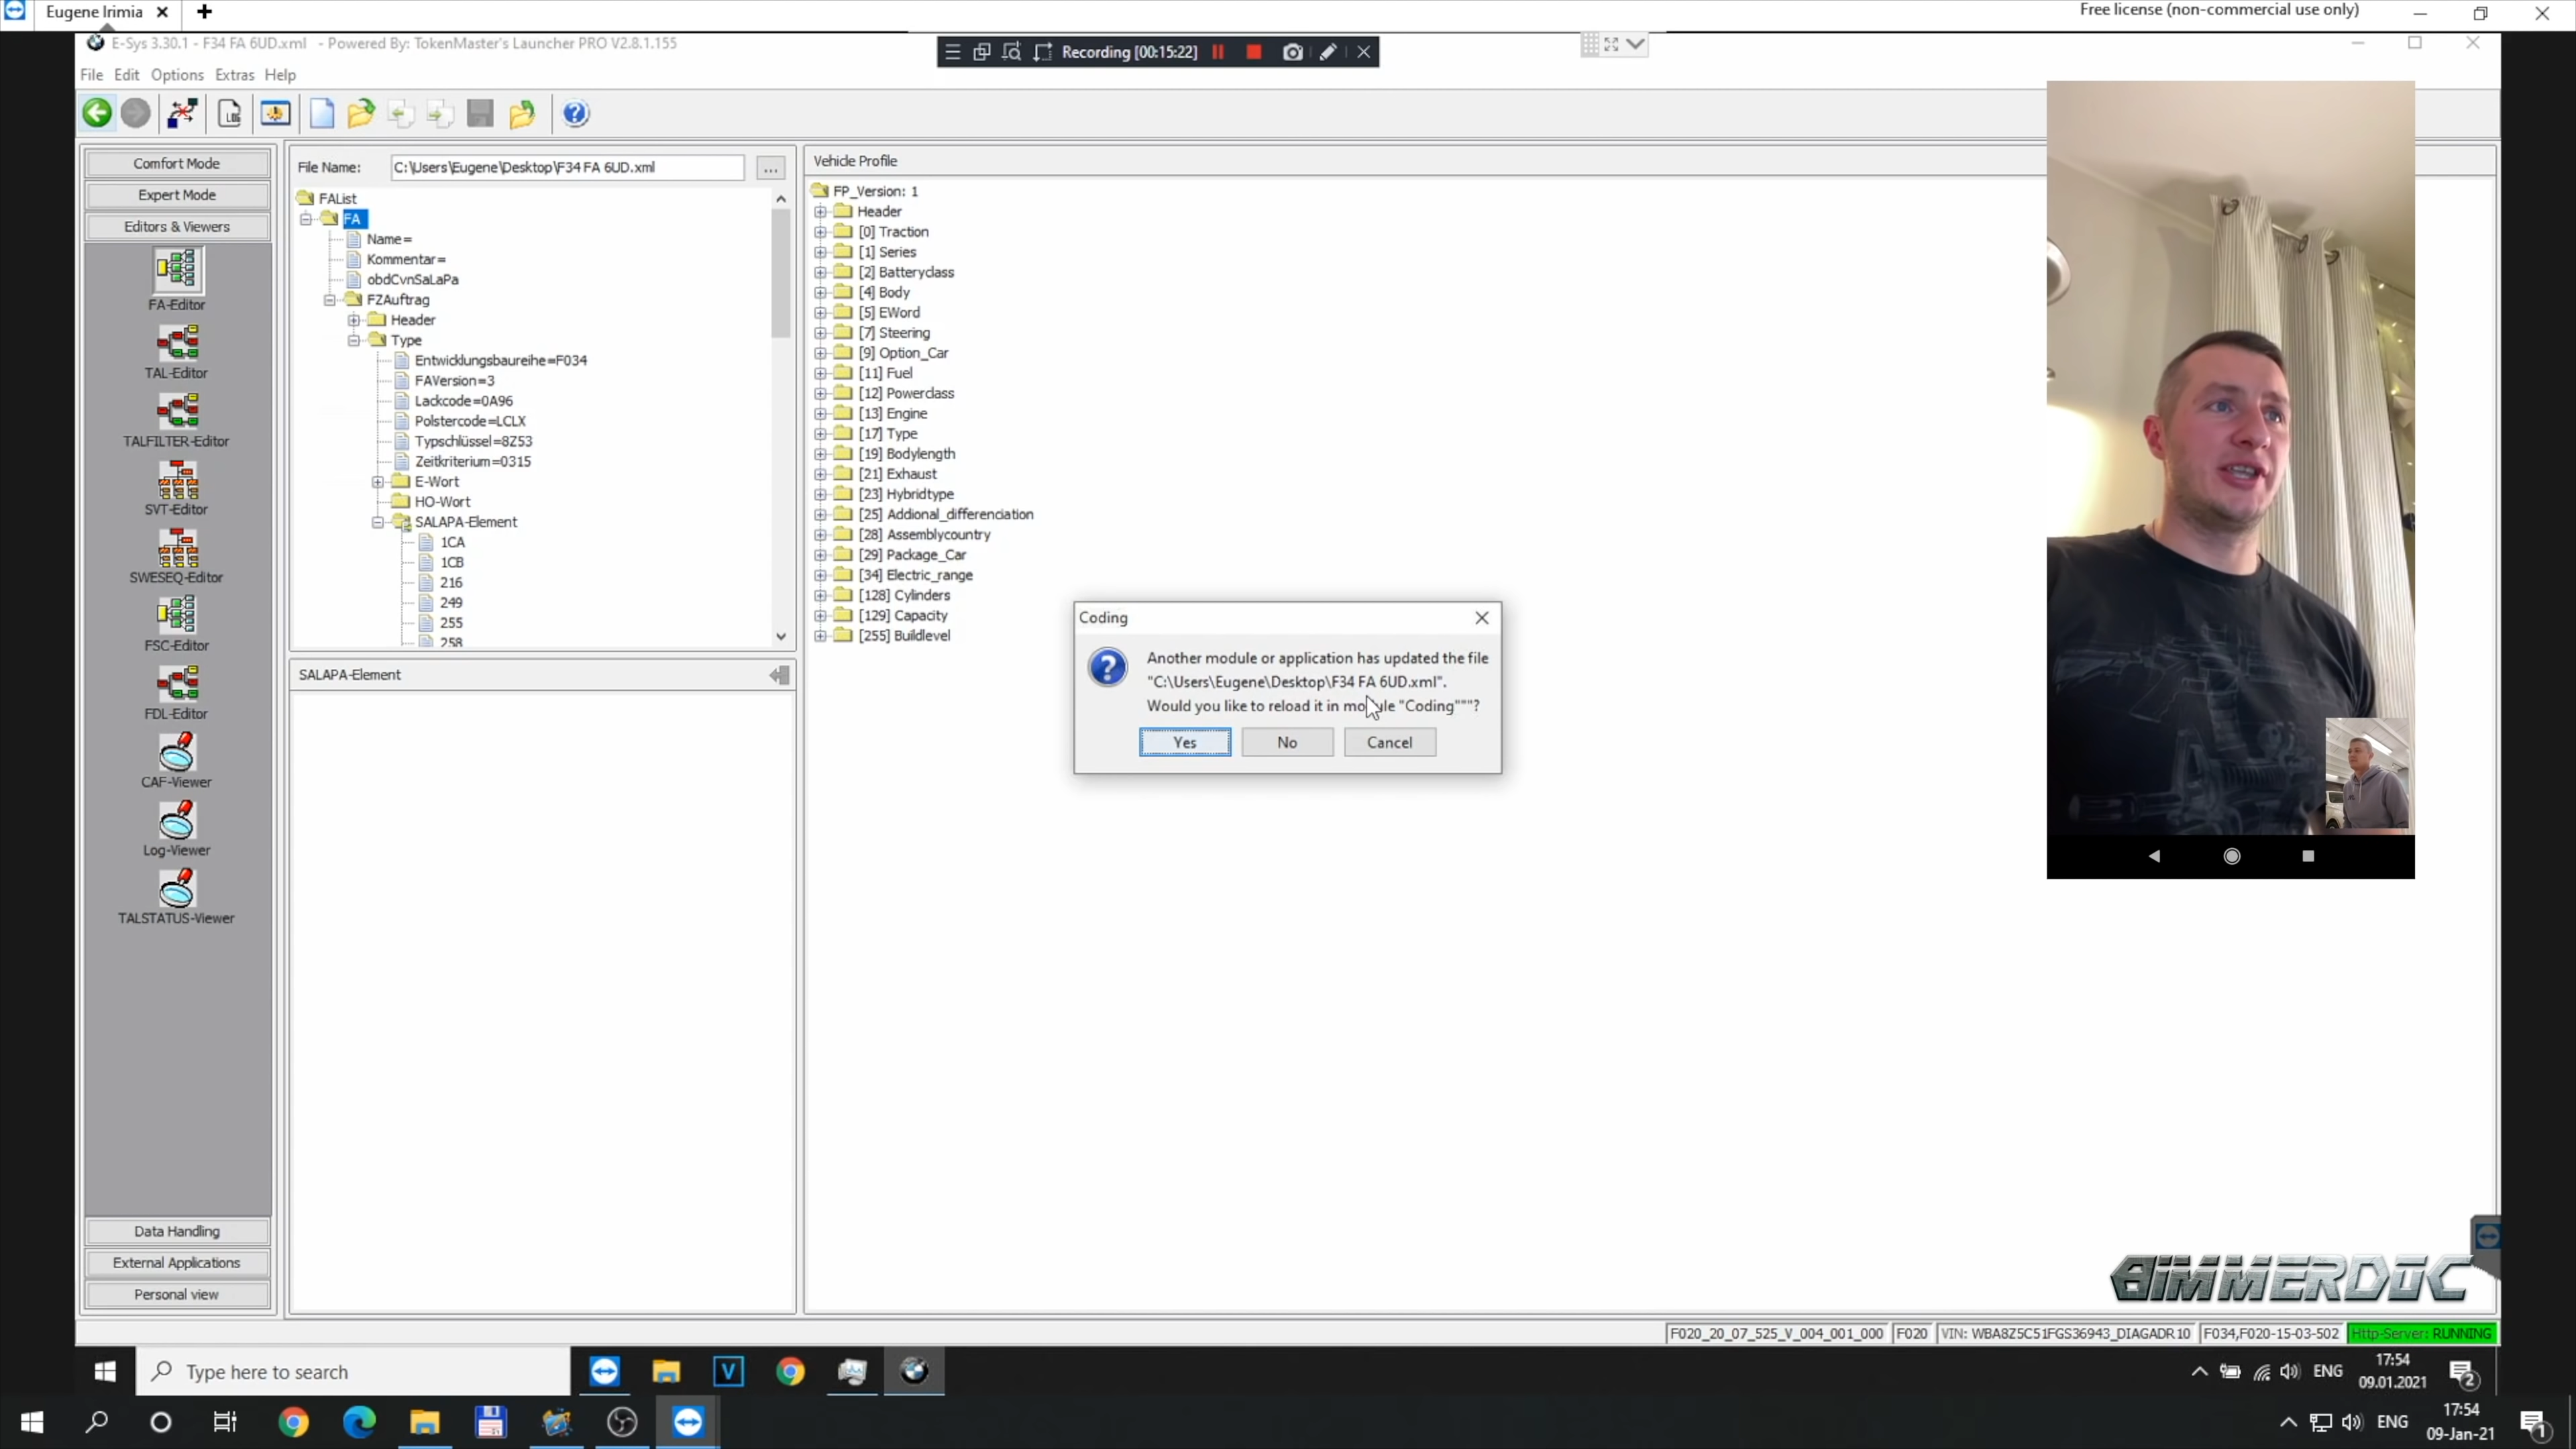 Eugene Irimia
Free license (non-commercial use only)
E-Sys 3.30.1 - F34 FA 6UD.xml - Powered By: TokenMaster's Launcher PRO V2.8.1.155
Recording [00:15:22]
File Edit Options Extras Help
LOG
Comfort Mode
Expert Mode
Editors & Viewers
FA-Editor
TAL-Editor
TALFILTER-Editor
SVT-Editor
SWESEQ-Editor
FSC-Editor
FDL-Editor
CAF-Viewer
Log-Viewer
TALSTATUS-Viewer
Data Handling
External Applications
Personal view
File Name: C:\Users\Eugene\Desktop\F34 FA 6UD.xml ...
FAList
FA
Name=
Kommentar=
obdCvnSaLaPa
FZAuftrag
Header
Type
Entwicklungsbaureihe=F034
FAVersion=3
Lackcode=0A96
Polstercode=LCLX
Typschlüssel=8Z53
Zeitkriterium=0315
E-Wort
HO-Wort
SALAPA-Element
1CA
1CB
216
249
255
258
SALAPA-Element
Vehicle Profile
FP_Version: 1
Header
[0] Traction
[1] Series
[2] Batteryclass
[4] Body
[5] EWord
[7] Steering
[9] Option_Car
[11] Fuel
[12] Powerclass
[13] Engine
[17] Type
[19] Bodylength
[21] Exhaust
[23] Hybridtype
[25] Addional_differenciation
[28] Assemblycountry
[29] Package_Car
[34] Electric_range
[128] Cylinders
[129] Capacity
[255] Buildlevel
Coding
Another module or application has updated the file
"C:\Users\Eugene\Desktop\F34 FA 6UD.xml".
Would you like to reload it in module "Coding"""?
Yes No Cancel
BIMMERDOC
F020_20_07_525_V_004_001_000 F020 VIN: WBA8Z5C51FGS36943_DIAGADR10 F034,F020-15-03-502 Http-Server: RUNNING
Type here to search
V
ENG
17:54
09.01.2021
2
ENG
17:54
09-Jan-21
1